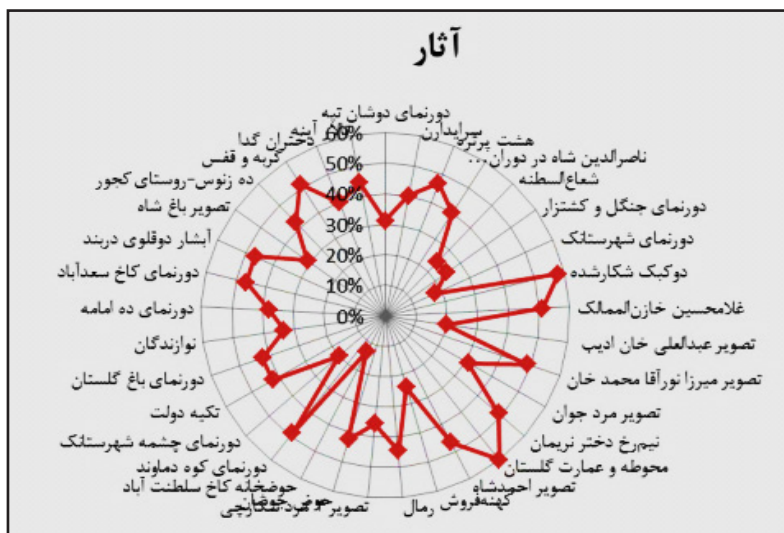 آثار
دورنمای دوشان تپه
سرایدارن
هشت پرتره
ناصرالدین شاه در دوران...
شعاع‌السطنه
دورنمای جنگل و کشتزار
دورنمای شهرستانک
دوکبک شکارشده
غلامحسین خازن‌الممالک
تصویر عبدالعلی خان ادیب
تصویر میرزا نورآقا محمد خان
تصویر مرد جوان
نیم‌رخ دختر نریمان
محوطه و عمارت گلستان
تصویر احمدشاه
کهنه‌فروش
رمال
تصویر
حوضخانه کاخ سلطنت آباد
دورنمای کوه دماوند
دورنمای چشمه شهرستانک
تکیه دولت
دورنمای باغ گلستان
نوازندگان
دورنمای ده امامه
دورنمای کاخ سعدآباد
آبشار دوقلوی دربند
تصویر باغ شاه
ده زنوس-روستای کجور
گربه و قفس
دختران گدا
آینه
60%
50%
40%
30%
20%
10%
0%